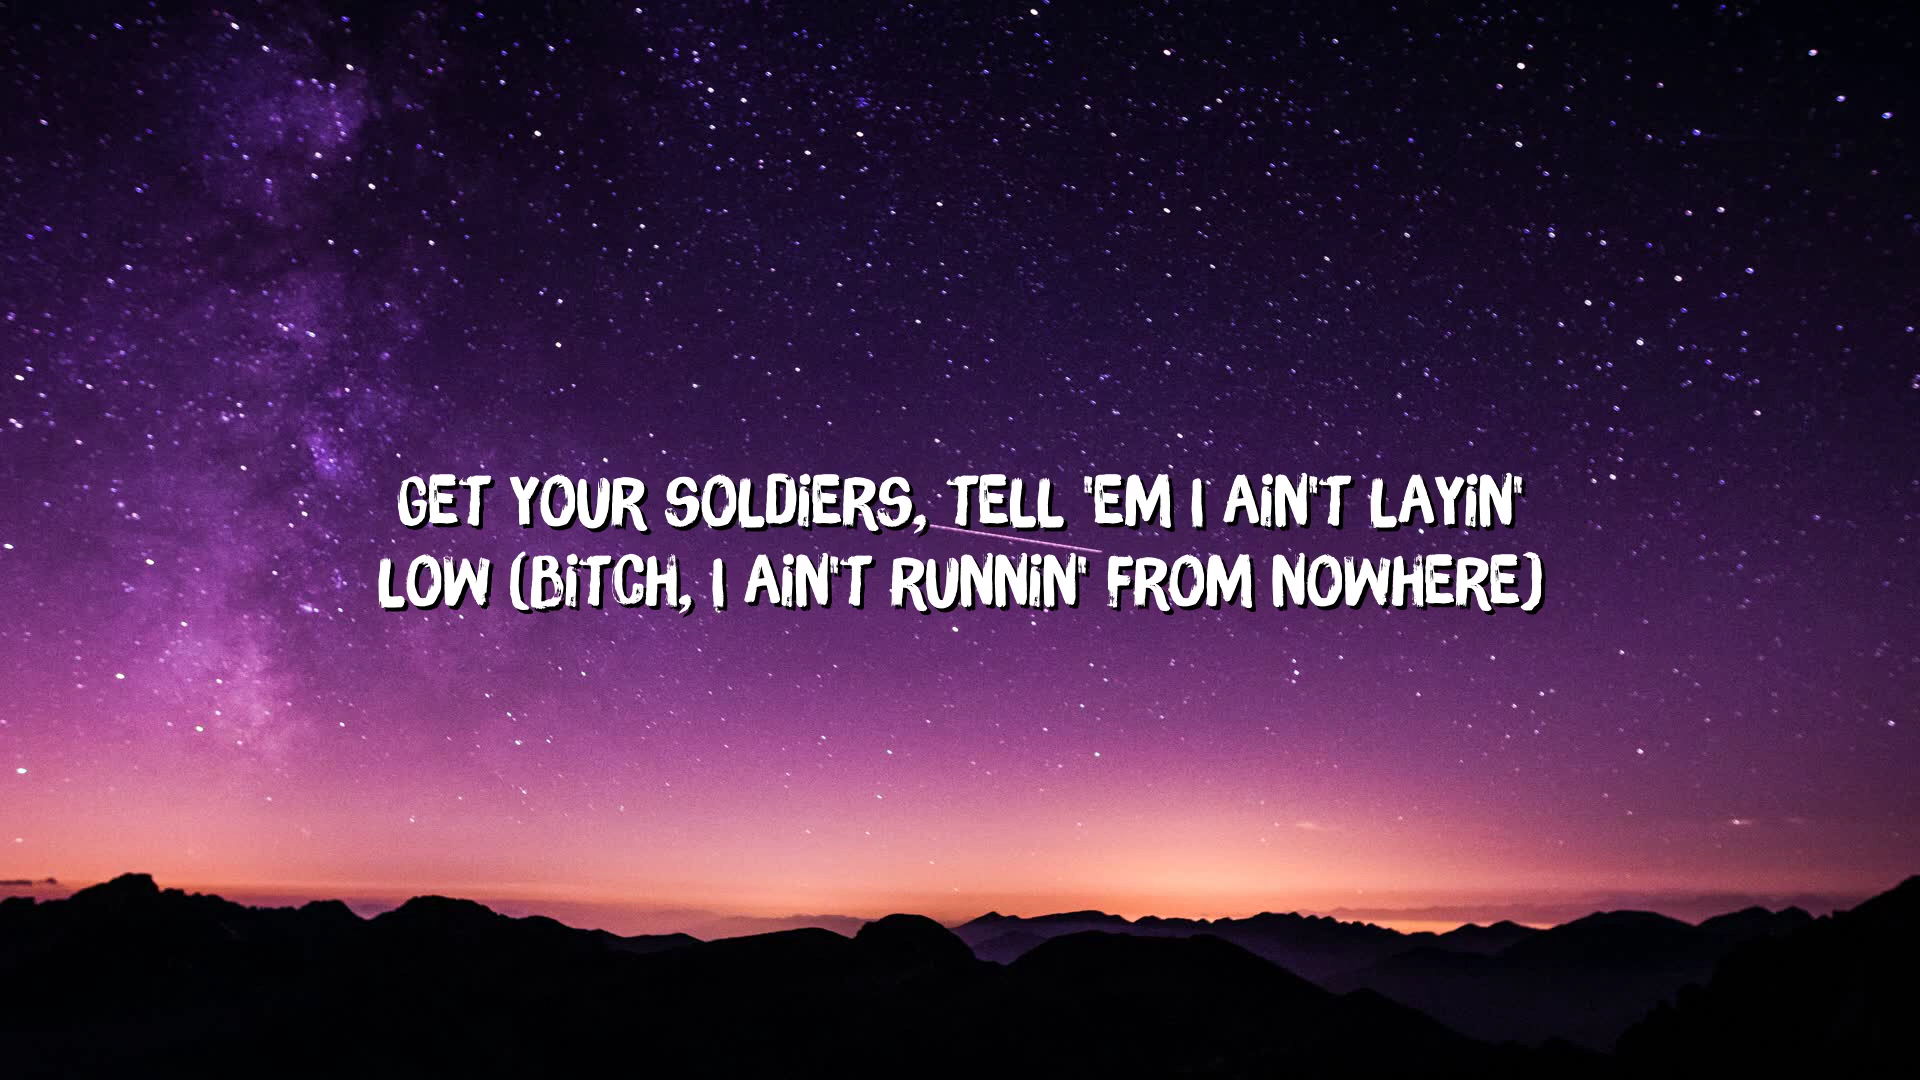 GET YOUR SOLDiERS, TELL 'EM I AiN'T LAYiN'
LOW (BiTCH, I AiN'T RUNNiN' FROM NOWHERE)